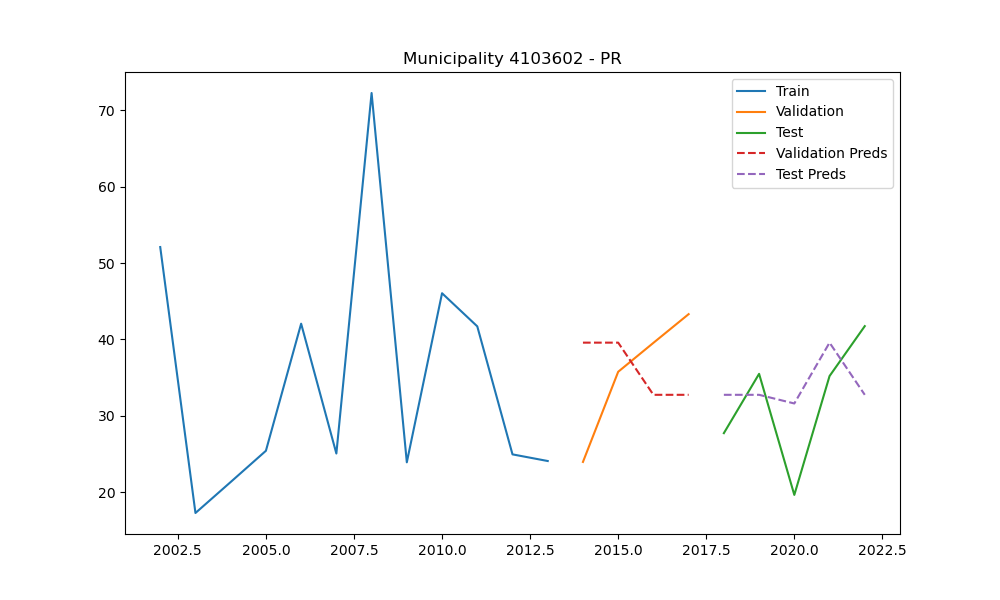 Municipality 4103602 - PR
Train
Validation
Test
Validation Preds
Test Preds
70
60
50
40
30
20
2002.5 2005.0 2007.5 2010.0 2012.5 2015.0 2017.5 2020.0 2022.5